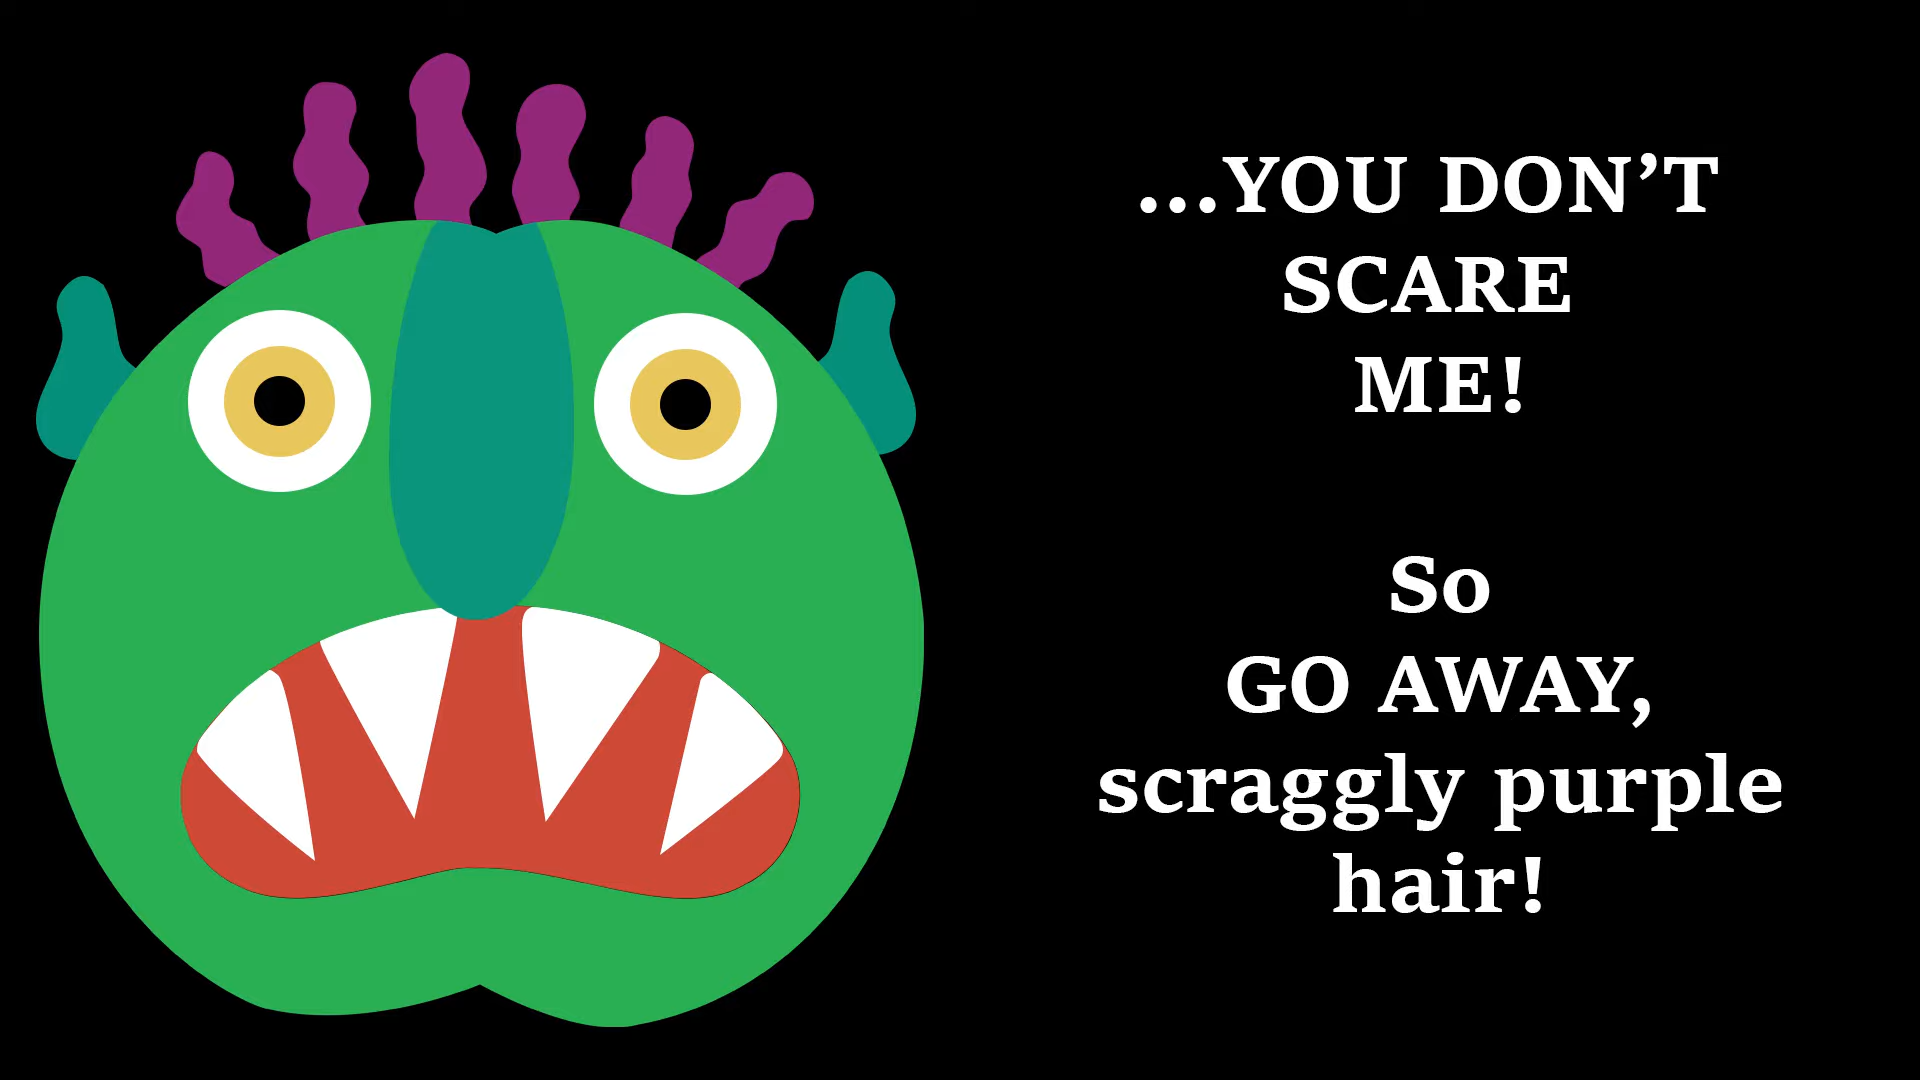 ...YOU DON’T
SCARE
ME!
So
GO AWAY,
scraggly purple
hair!